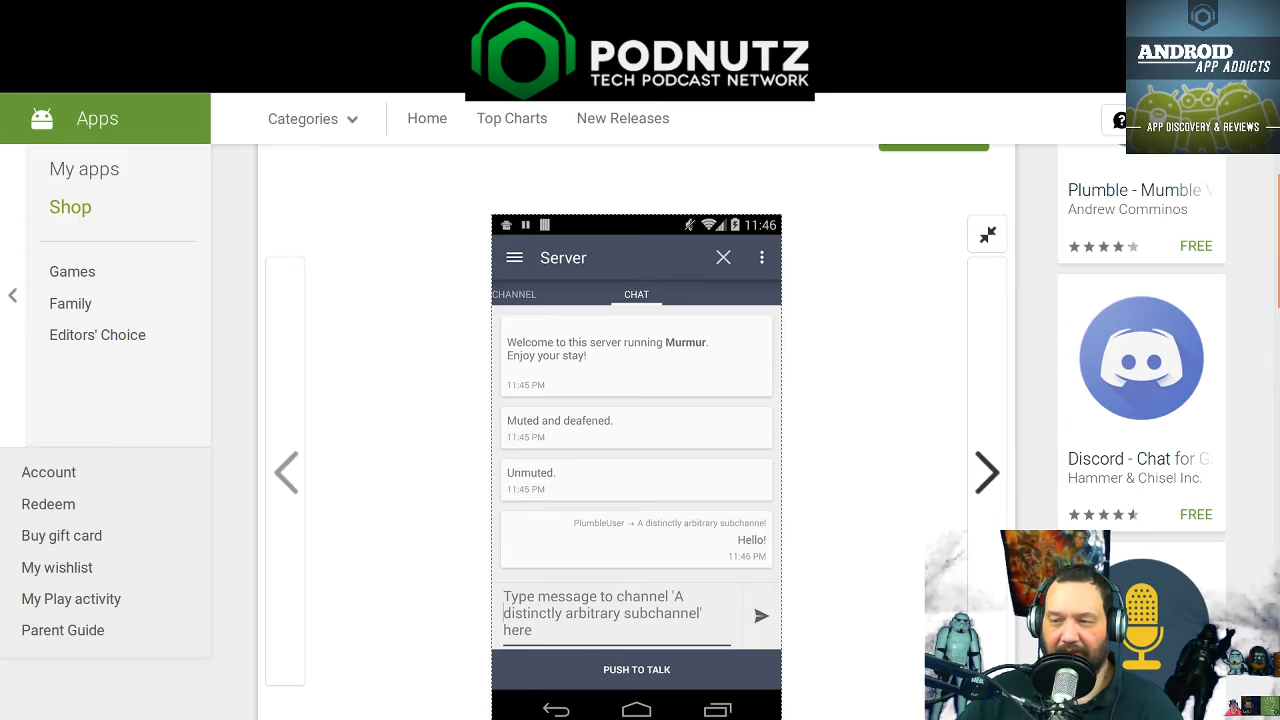 PODNUTZ
TECH PODCAST NETWORK
ANDROID
APP ADDICTS
APP DISCOVERY & REVIEWS
Apps
Categories
Home
Top Charts
New Releases
My apps
Shop
Games
Family
Editors' Choice
Account
Redeem
Buy gift card
My wishlist
My Play activity
Parent Guide
11:46
Server
CHANNEL
CHAT
Welcome to this server running Murmur.
Enjoy your stay!
11:45 PM
Muted and deafened.
11:45 PM
Unmuted.
11:45 PM
PlumbleUser → A distinctly arbitrary subchannel
Hello!
11:46 PM
Type message to channel 'A
distinctly arbitrary subchannel'
here
PUSH TO TALK
Plumble - Mumble
Andrew Comminos
FREE
Discord - Chat for
Hammer & Chisel Inc.
FREE